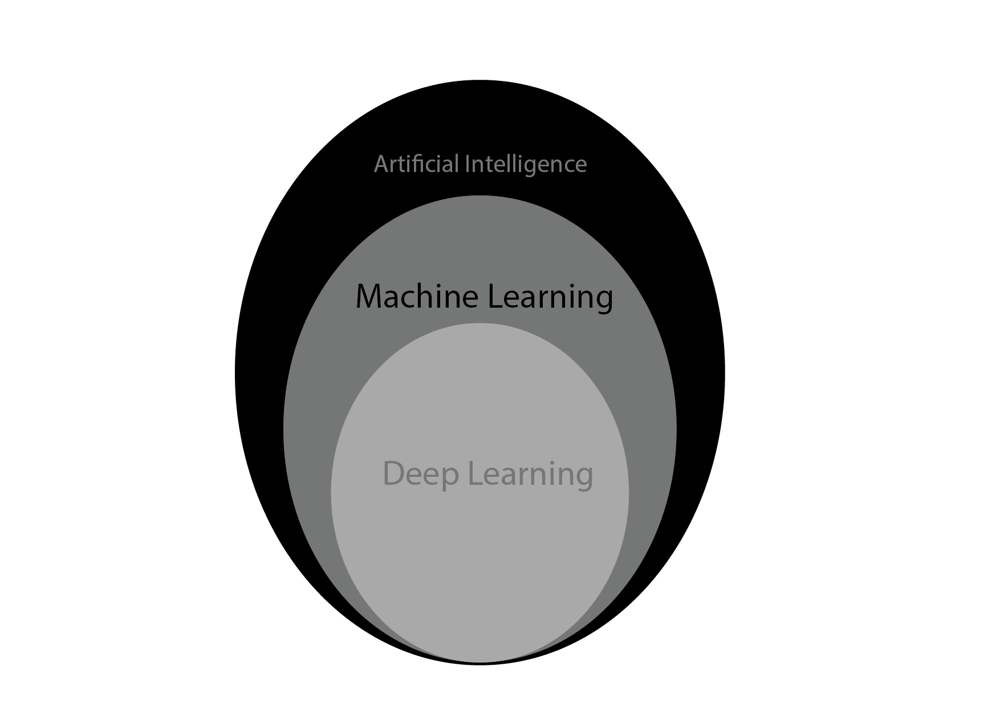 Artificial Intelligence
Machine Learning
Deep Learning